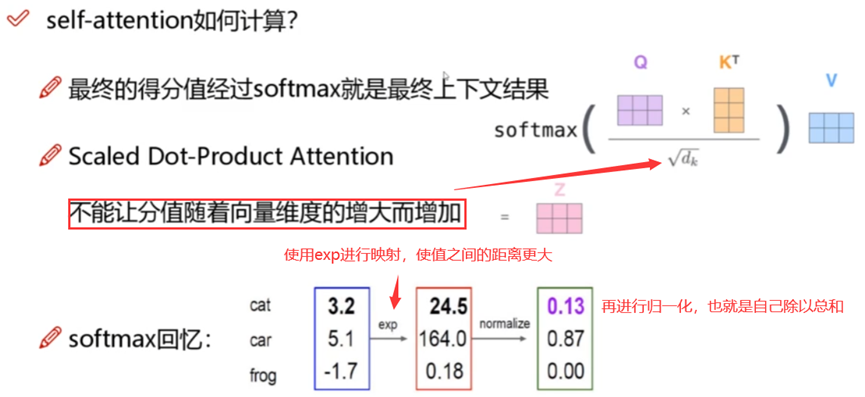 self-attention如何计算？
最终的得分值经过softmax就是最终上下文结果
Scaled Dot-Product Attention
不能让分值随着向量维度的增大而增加
Q
K^T
V
softmax( × )
√d_k
Z
=
使用exp进行映射，使值之间的距离更大
softmax回忆：
cat 3.2 24.5 0.13
car 5.1 exp 164.0 normalize 0.87
frog -1.7 0.18 0.00
再进行归一化，也就是自己除以总和